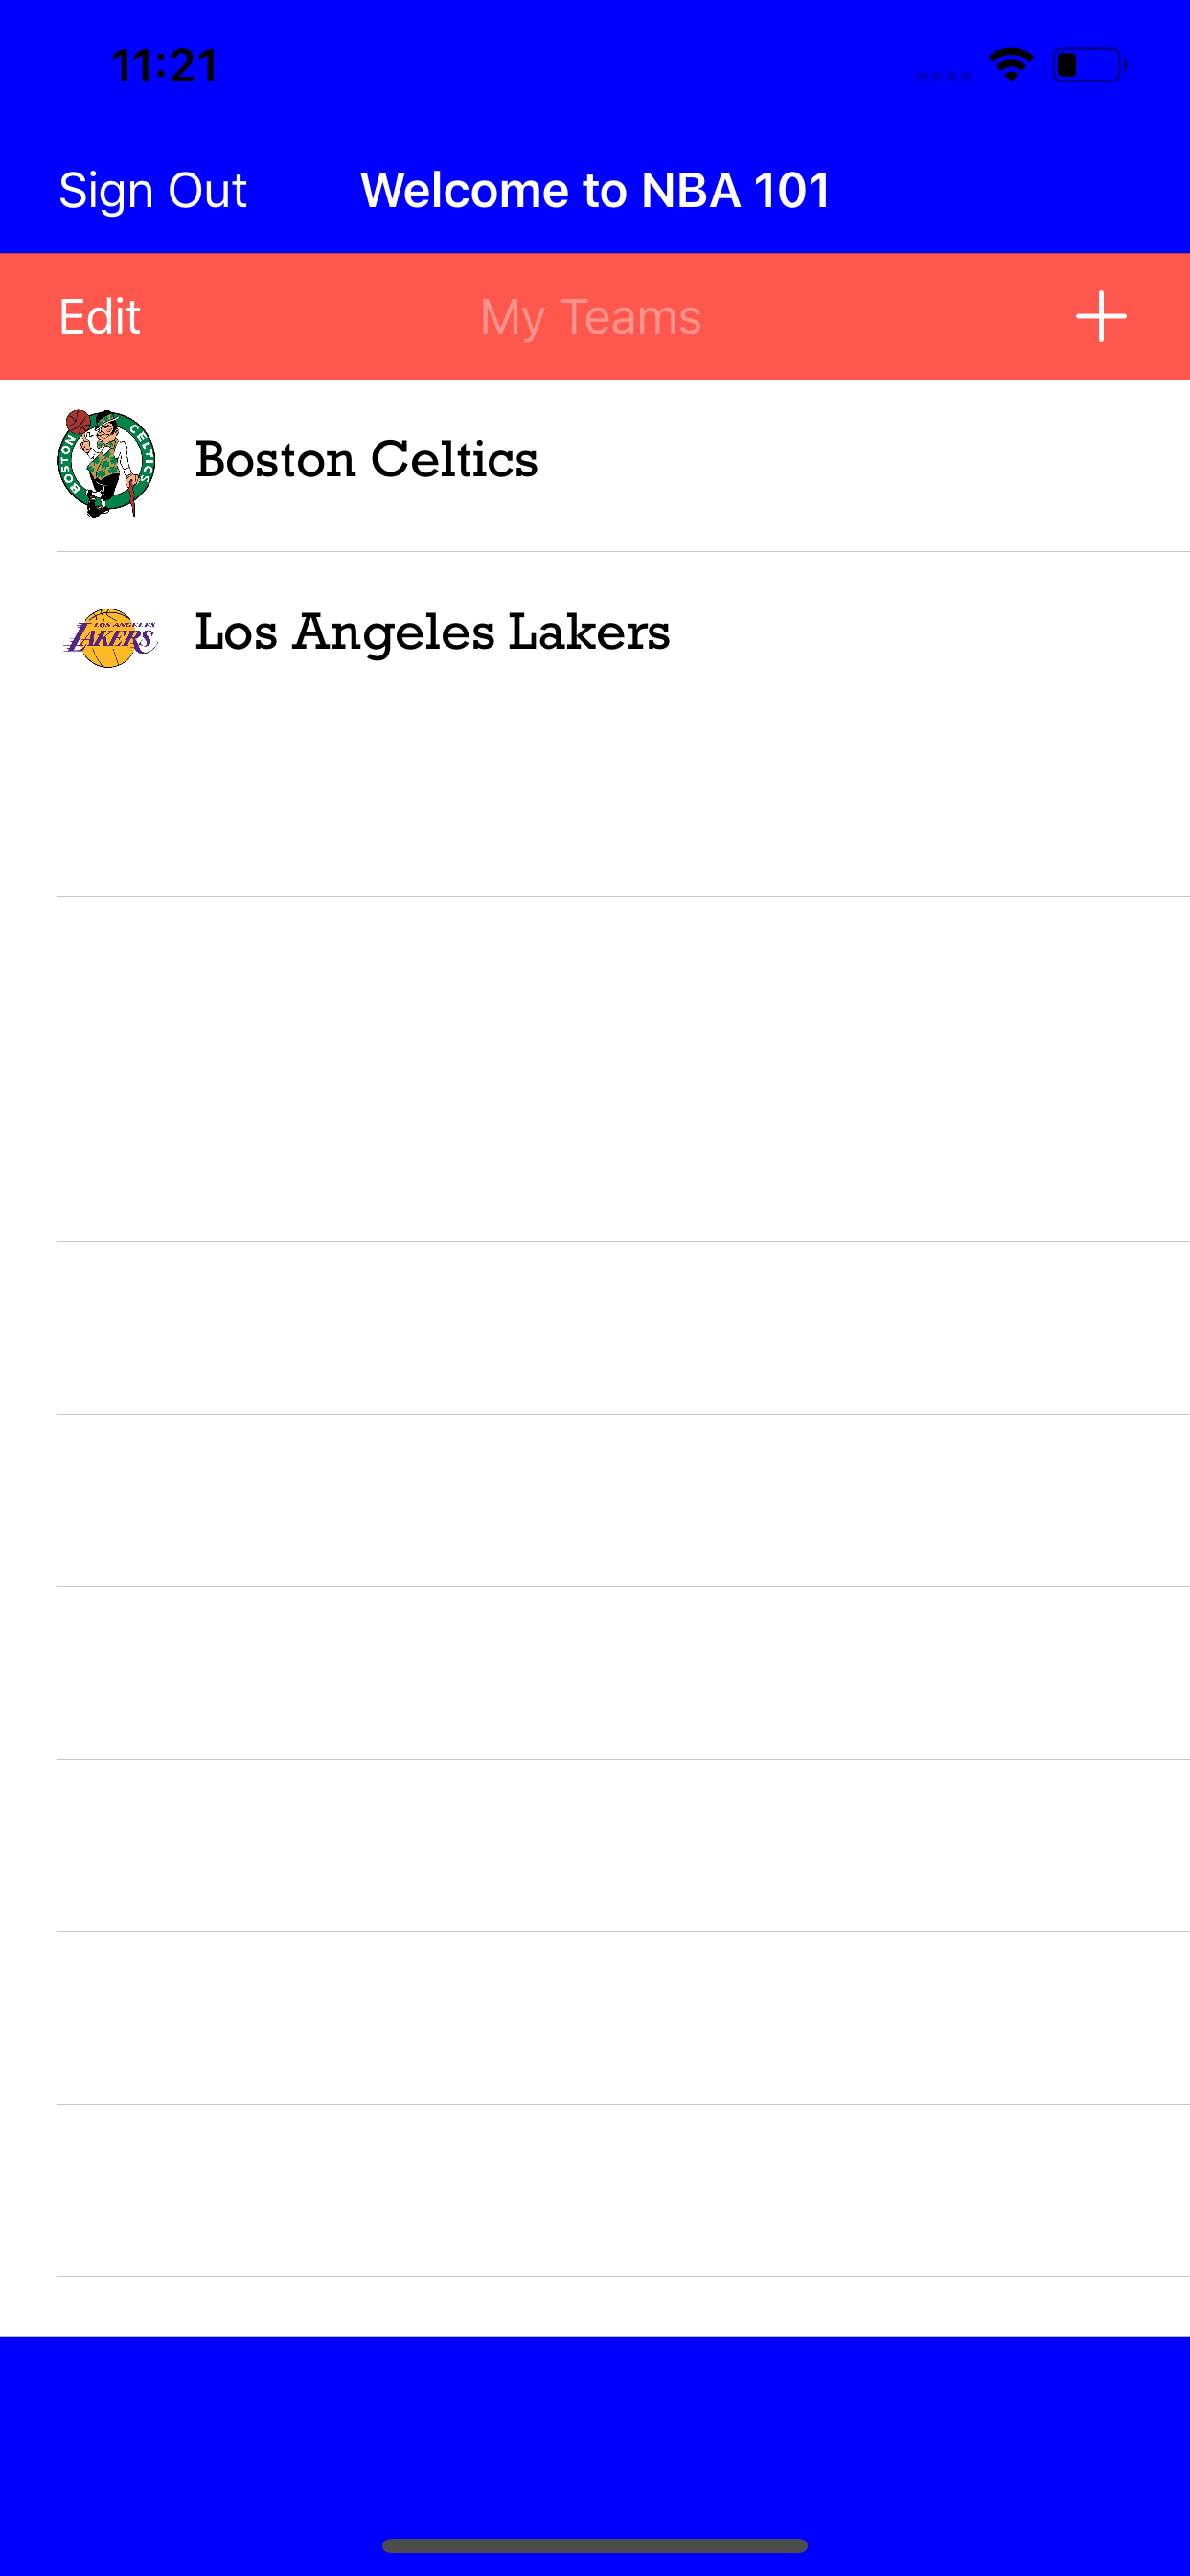 11:21
Sign Out Welcome to NBA 101
Edit My Teams
BOSTON CELTICS
Boston Celtics
LOS ANGELES
LAKERS
Los Angeles Lakers